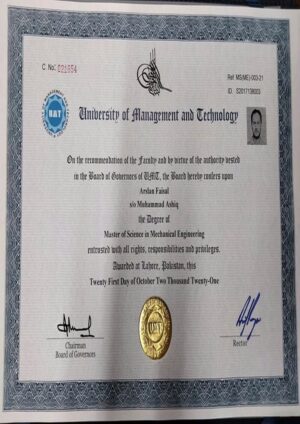 C. No. 021954
Ref: MS(ME)-003-21
ID: S2017138003
UMT
University of Management and Technology
On the recommendation of the Faculty and by virtue of the authority vested
in the Board of Governors of UMT, the Board hereby confers upon
Arslan Faisal
s/o Muhammad Ashiq
the Degree of
Master of Science in Mechanical Engineering
entrusted with all rights, responsibilities and privileges.
Awarded at Lahore, Pakistan, this
Twenty First Day of October Two Thousand Twenty-One
UMT
Chairman
Board of Governors
Rector